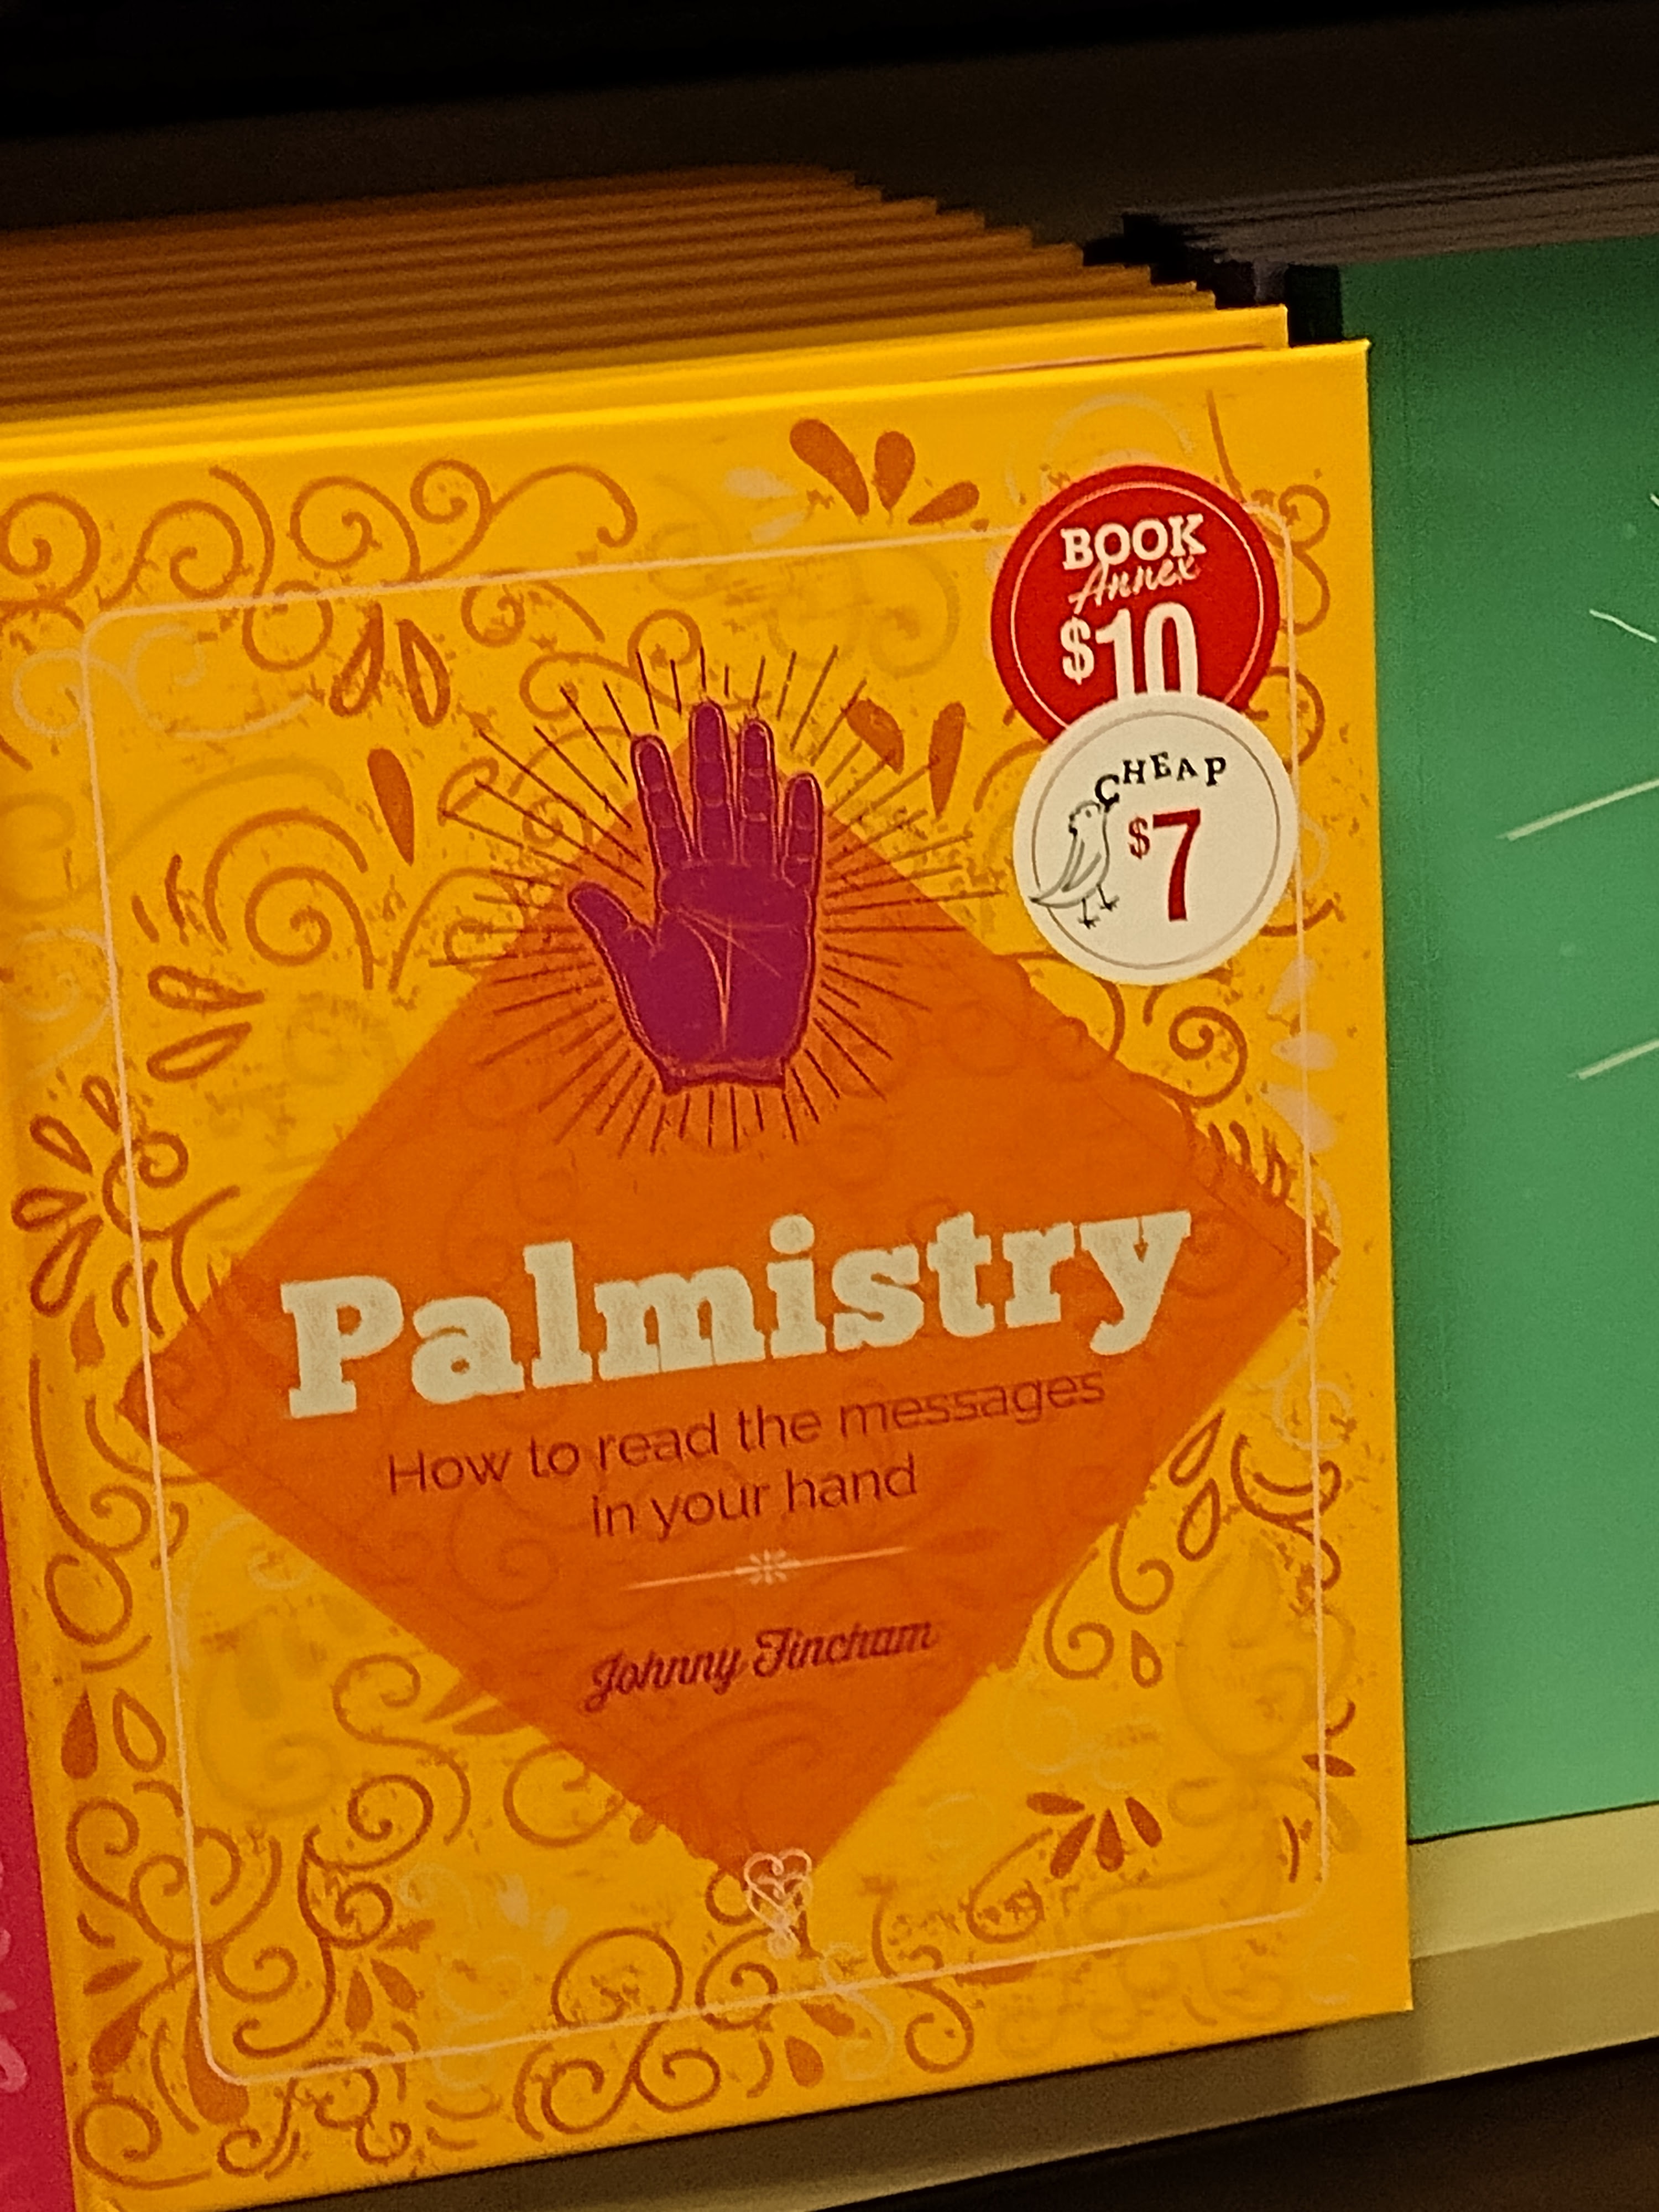 BOOK
Annex
$10
CHEAP
$7
Palmistry
How to read the messages
in your hand
Johnny Fincham